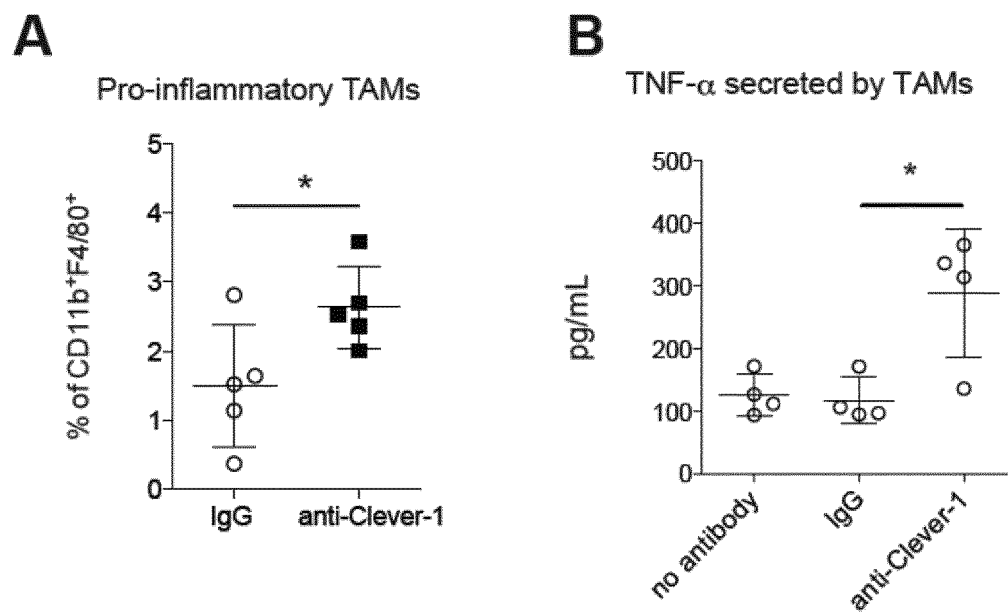 A
Pro-inflammatory TAMs
% of CD11b⁺F4/80⁺
5
4
3
2
1
0
*
IgG
anti-Clever-1
B
TNF-α secreted by TAMs
pg/mL
500
400
300
200
100
0
*
no antibody
IgG
anti-Clever-1